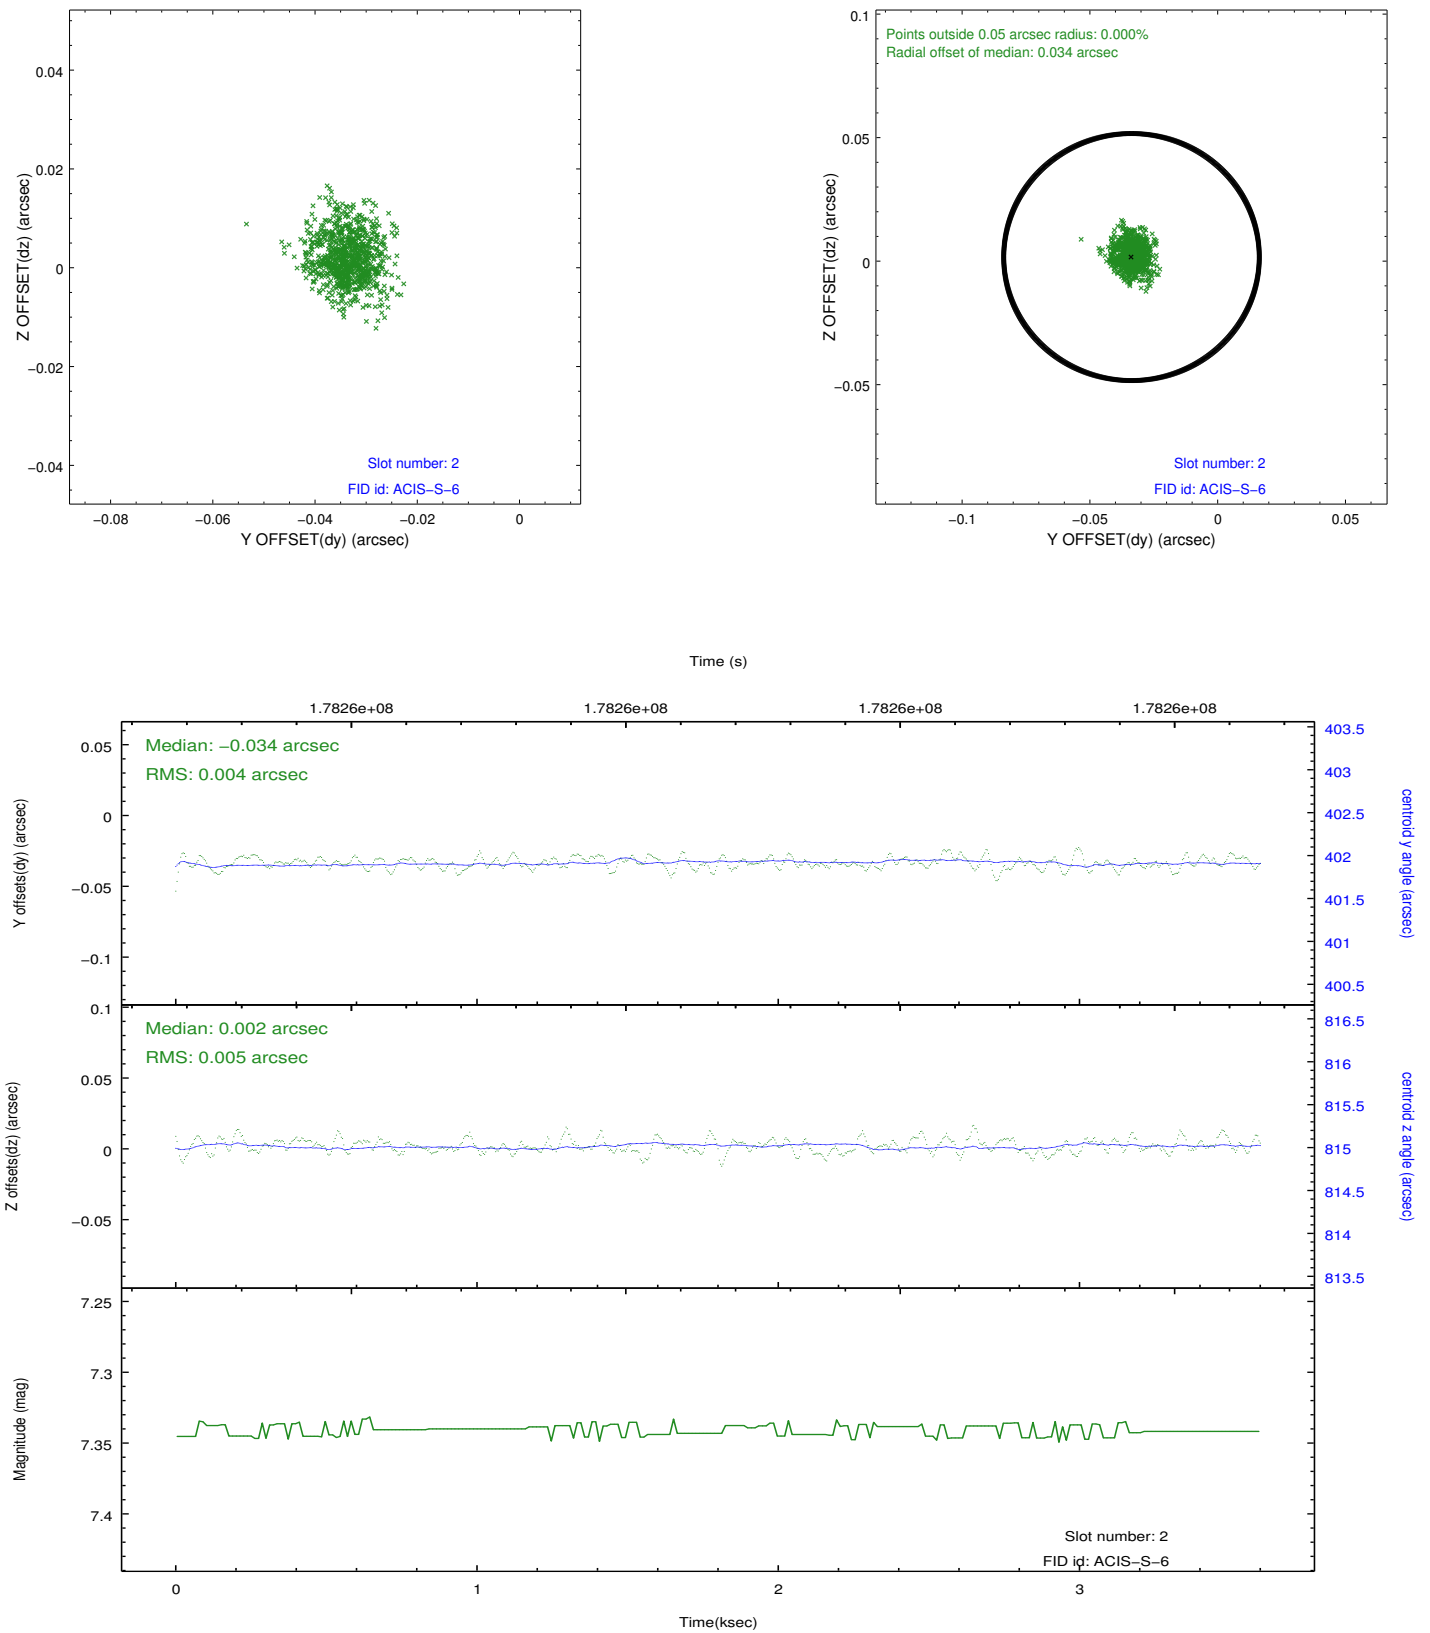 0.04
0.02
0
−0.02
−0.04
Z OFFSET(dz) (arcsec)
Slot number: 2
FID id: ACIS−S−6
−0.08
−0.06
−0.04
−0.02
0
Y OFFSET(dy) (arcsec)
0.1
0.05
0
−0.05
Z OFFSET(dz) (arcsec)
Points outside 0.05 arcsec radius: 0.000%
Radial offset of median: 0.034 arcsec
Slot number: 2
FID id: ACIS−S−6
−0.1
−0.05
0
0.05
Y OFFSET(dy) (arcsec)
Time (s)
1.7826e+08
1.7826e+08
1.7826e+08
1.7826e+08
Median: −0.034 arcsec
RMS: 0.004 arcsec
0.05
0
−0.05
−0.1
Y offsets(dy) (arcsec)
403.5
403
402.5
402
401.5
401
400.5
centroid y angle (arcsec)
Median: 0.002 arcsec
RMS: 0.005 arcsec
0.1
0.05
0
−0.05
Z offsets(dz) (arcsec)
816.5
816
815.5
815
814.5
814
813.5
centroid z angle (arcsec)
7.25
7.3
7.35
7.4
Magnitude (mag)
Slot number: 2
FID id: ACIS−S−6
0
1
2
3
Time(ksec)